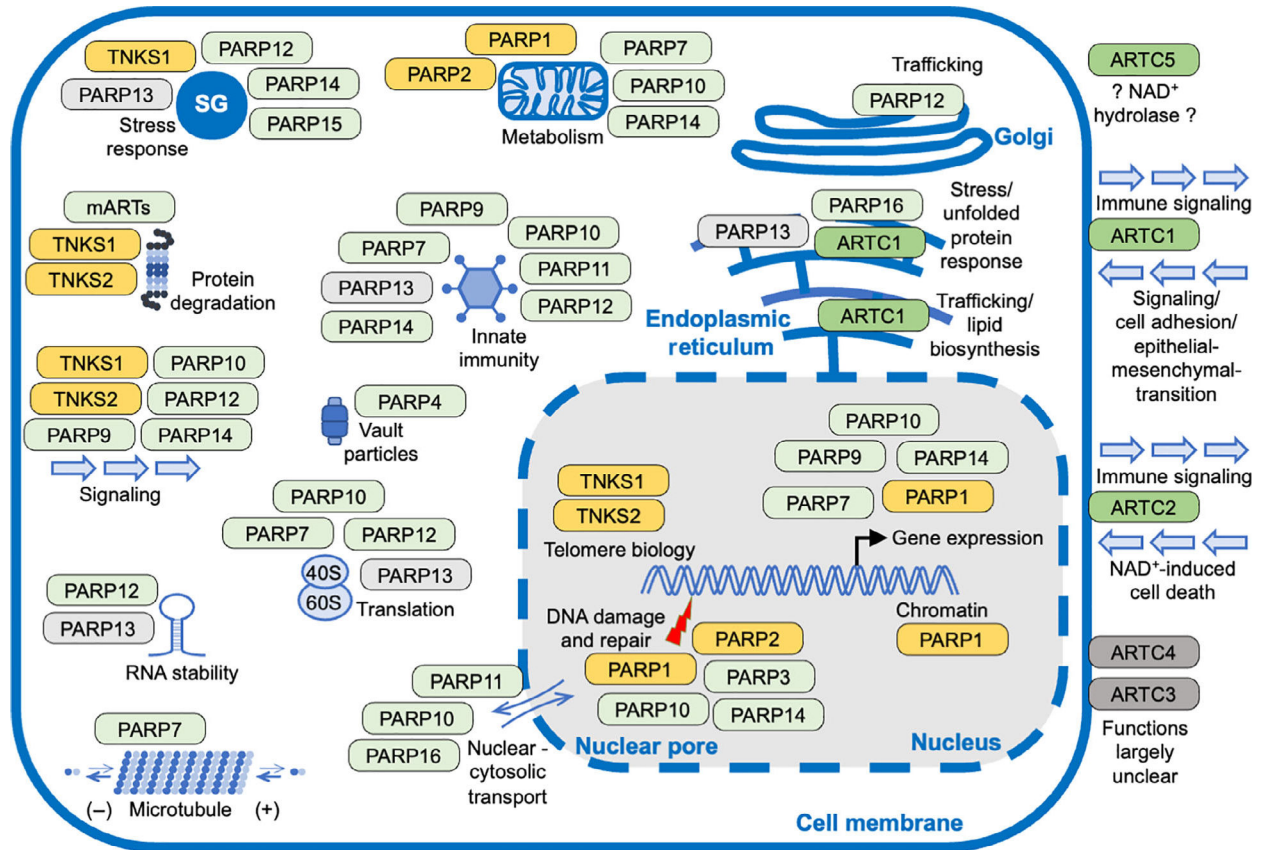 TNKS1
PARP12
PARP13
SG
PARP14
PARP15
Stress
response
PARP1
PARP2
PARP7
PARP10
PARP14
Metabolism
Trafficking
PARP12
Golgi
ARTC5
? NAD⁺
hydrolase ?
mARTs
TNKS1
TNKS2
Protein
degradation
PARP9
PARP7
PARP10
PARP13
PARP11
PARP14
PARP12
Innate
immunity
PARP16
PARP13
ARTC1
Stress/
unfolded
protein
response
ARTC1
Trafficking/
lipid
biosynthesis
Endoplasmic
reticulum
Immune signaling
ARTC1
Signaling/
cell adhesion/
epithelial-
mesenchymal-
transition
TNKS1
PARP10
TNKS2
PARP12
PARP9
PARP14
Signaling
PARP4
Vault
particles
PARP10
PARP7
PARP12
40S
60S
PARP13
Translation
PARP12
PARP13
RNA stability
PARP7
(–)
Microtubule
(+)
PARP11
PARP10
PARP16
Nuclear -
cytosolic
transport
TNKS1
TNKS2
Telomere biology
PARP10
PARP9
PARP14
PARP7
PARP1
Gene expression
DNA damage
and repair
PARP2
PARP1
PARP3
PARP10
PARP14
Chromatin
PARP1
Nuclear pore
Nucleus
Immune signaling
ARTC2
NAD⁺-induced
cell death
ARTC4
ARTC3
Functions
largely
unclear
Cell membrane